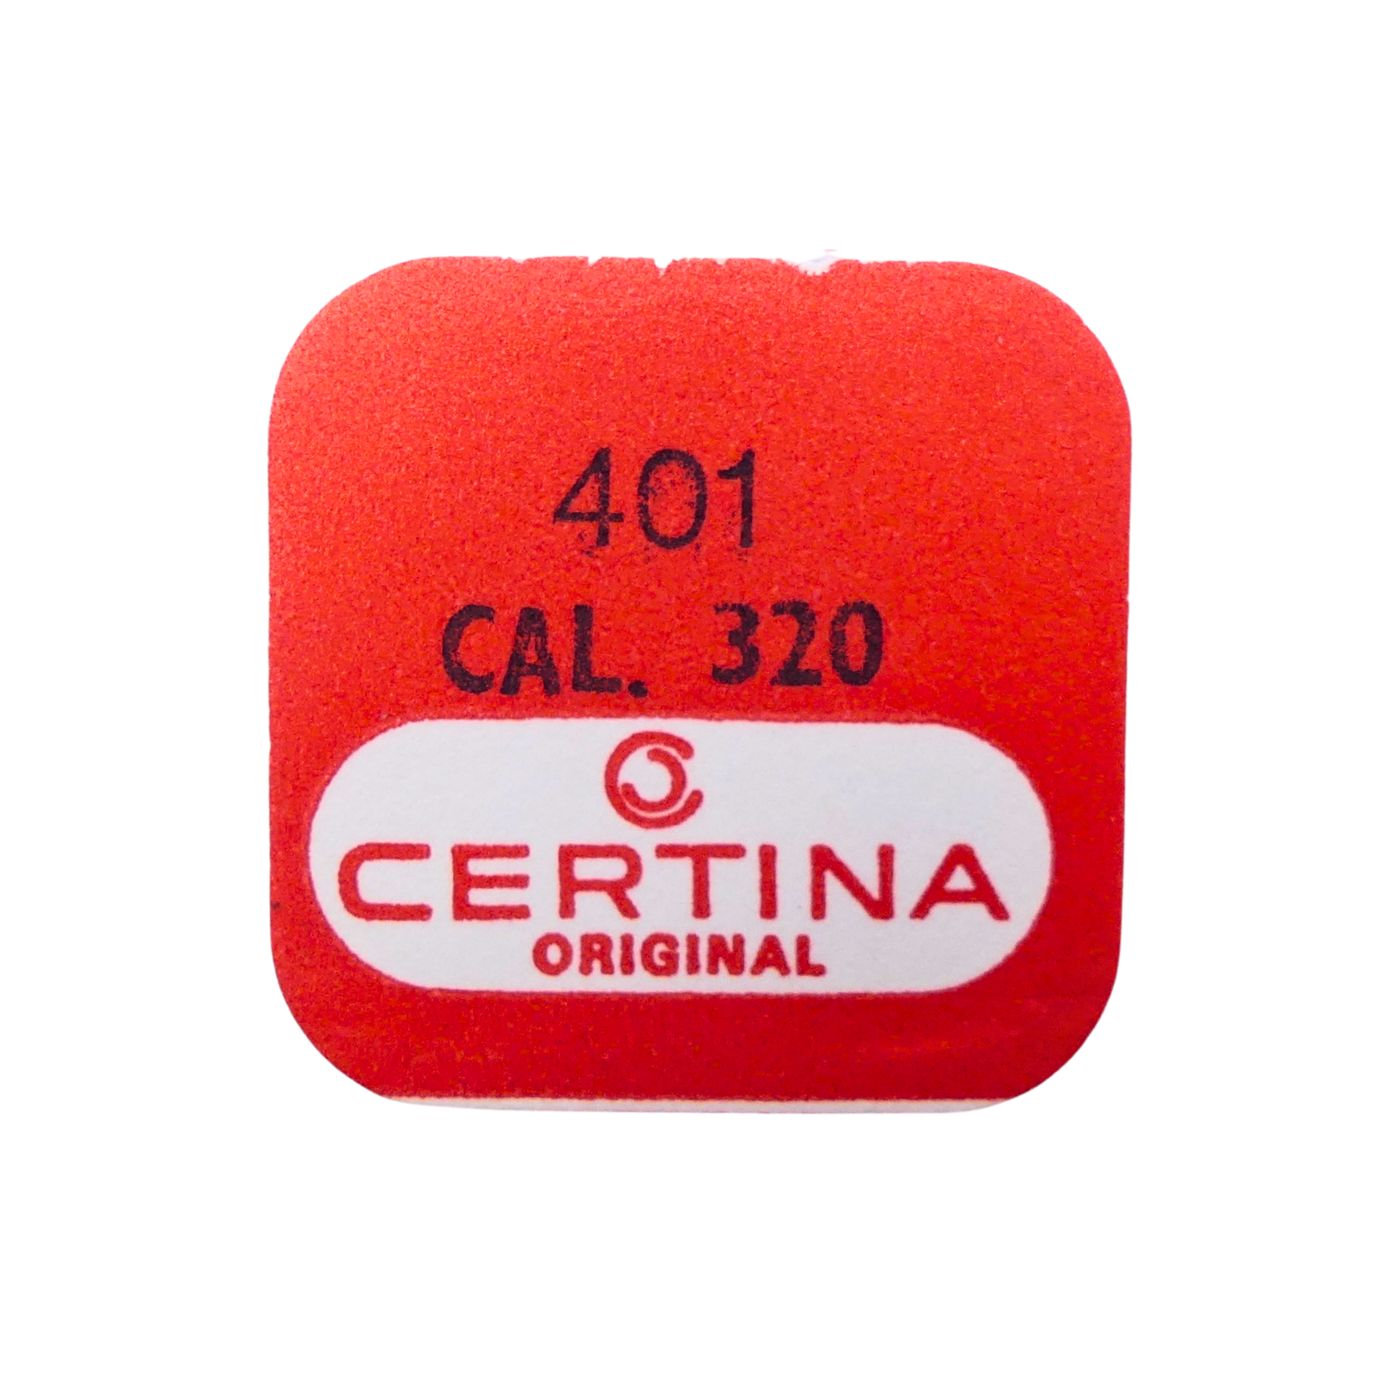 401
CAL. 320
CERTINA
ORIGINAL